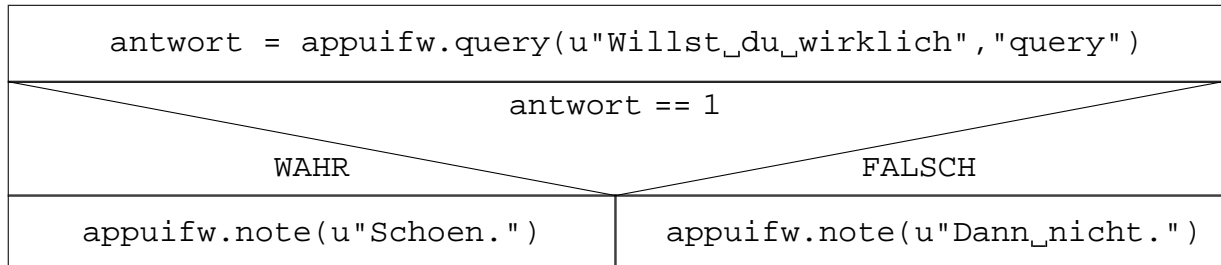 antwort = appuifw.query(u"Willst␣du␣wirklich","query")
antwort == 1
WAHR FALSCH
appuifw.note(u"Schoen.") appuifw.note(u"Dann␣nicht.")